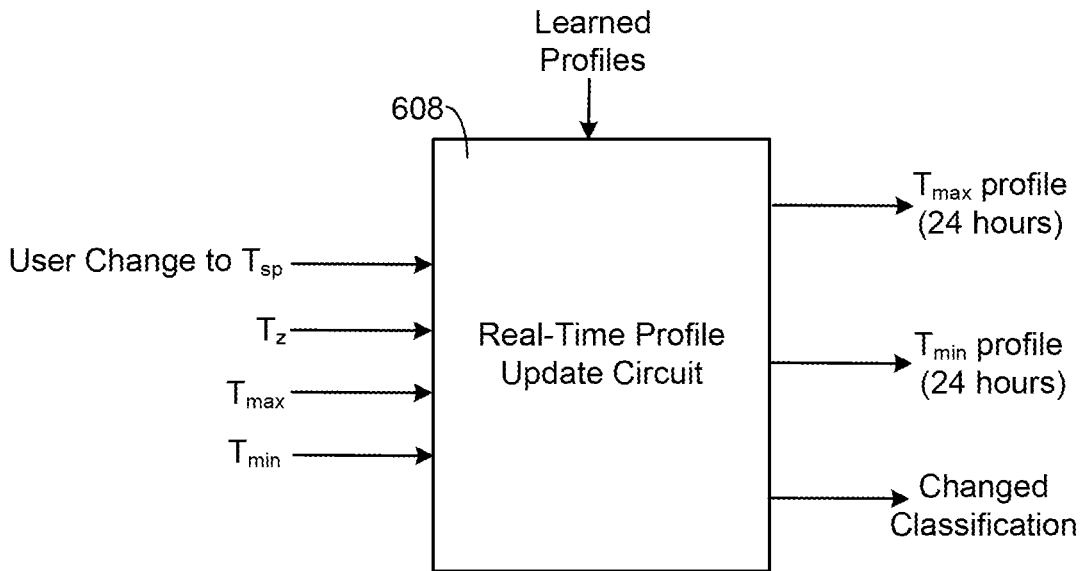 Learned
Profiles
608
User Change to Tsp
Tz
Tmax
Tmin
Real-Time Profile
Update Circuit
Tmax profile
(24 hours)
Tmin profile
(24 hours)
Changed
Classification